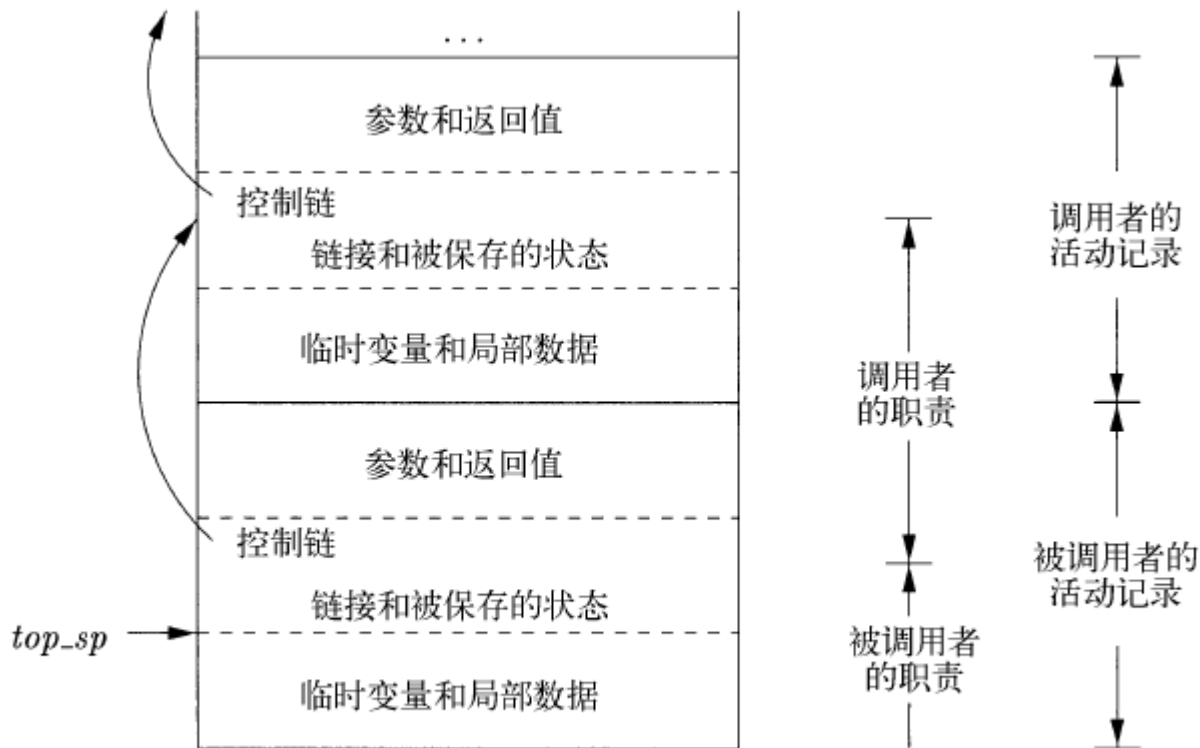 ...
参数和返回值
控制链
链接和被保存的状态
临时变量和局部数据
参数和返回值
控制链
链接和被保存的状态
top_sp
临时变量和局部数据
调用者
的职责
被调用者
的职责
调用者的
活动记录
被调用者的
活动记录